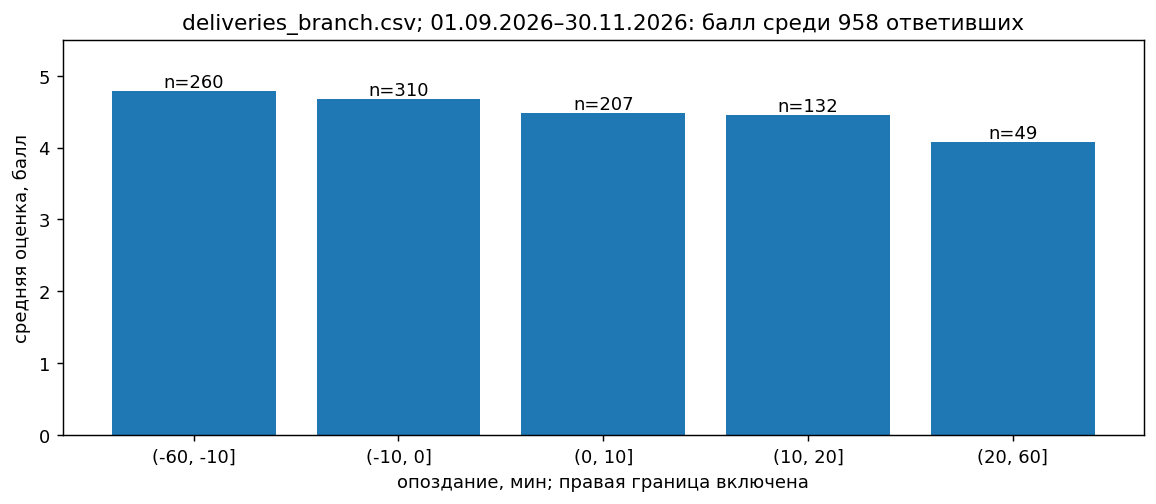 deliveries_branch.csv; 01.09.2026–30.11.2026: балл среди 958 ответивших
средняя оценка, балл
5
4
3
2
1
0
n=260
n=310
n=207
n=132
n=49
(-60, -10]
(-10, 0]
(0, 10]
(10, 20]
(20, 60]
опоздание, мин; правая граница включена